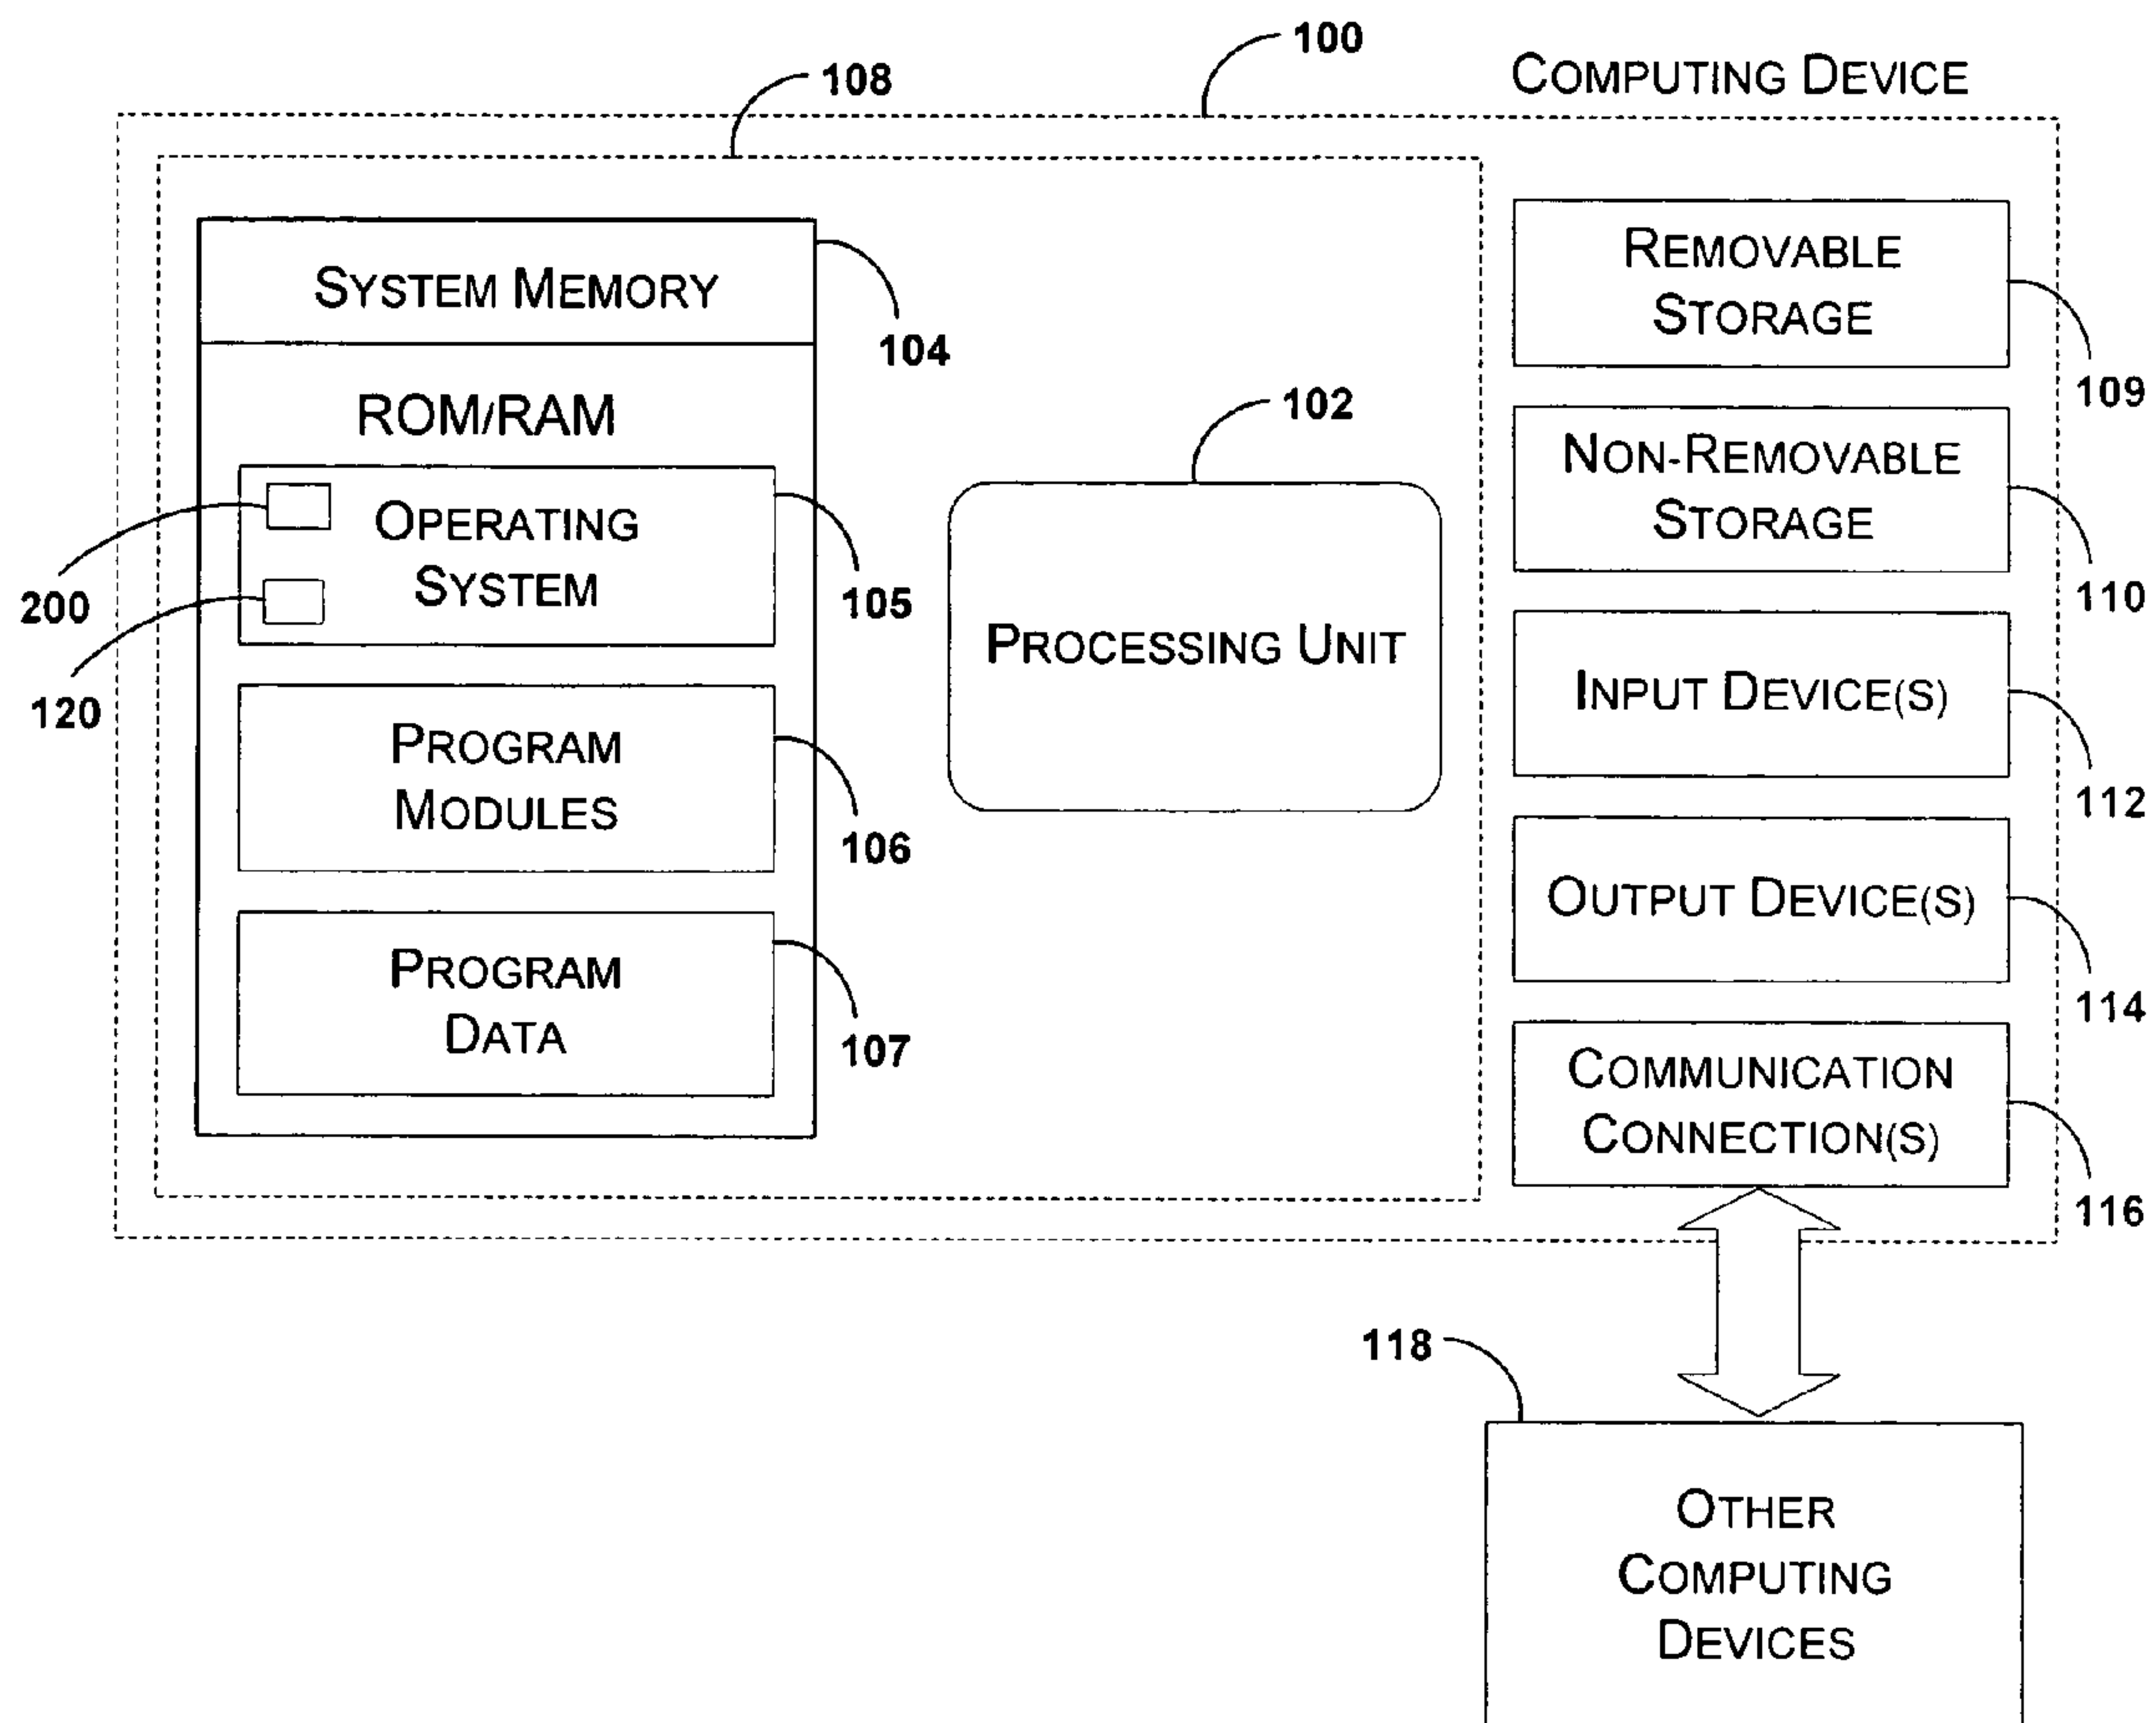 100
COMPUTING DEVICE
108
SYSTEM MEMORY
104
ROM/RAM
OPERATING
SYSTEM
200
120
105
PROGRAM
MODULES
106
PROGRAM
DATA
107
102
PROCESSING UNIT
REMOVABLE
STORAGE
109
NON-REMOVABLE
STORAGE
110
INPUT DEVICE(S)
112
OUTPUT DEVICE(S)
114
COMMUNICATION
CONNECTION(S)
116
118
OTHER
COMPUTING
DEVICES